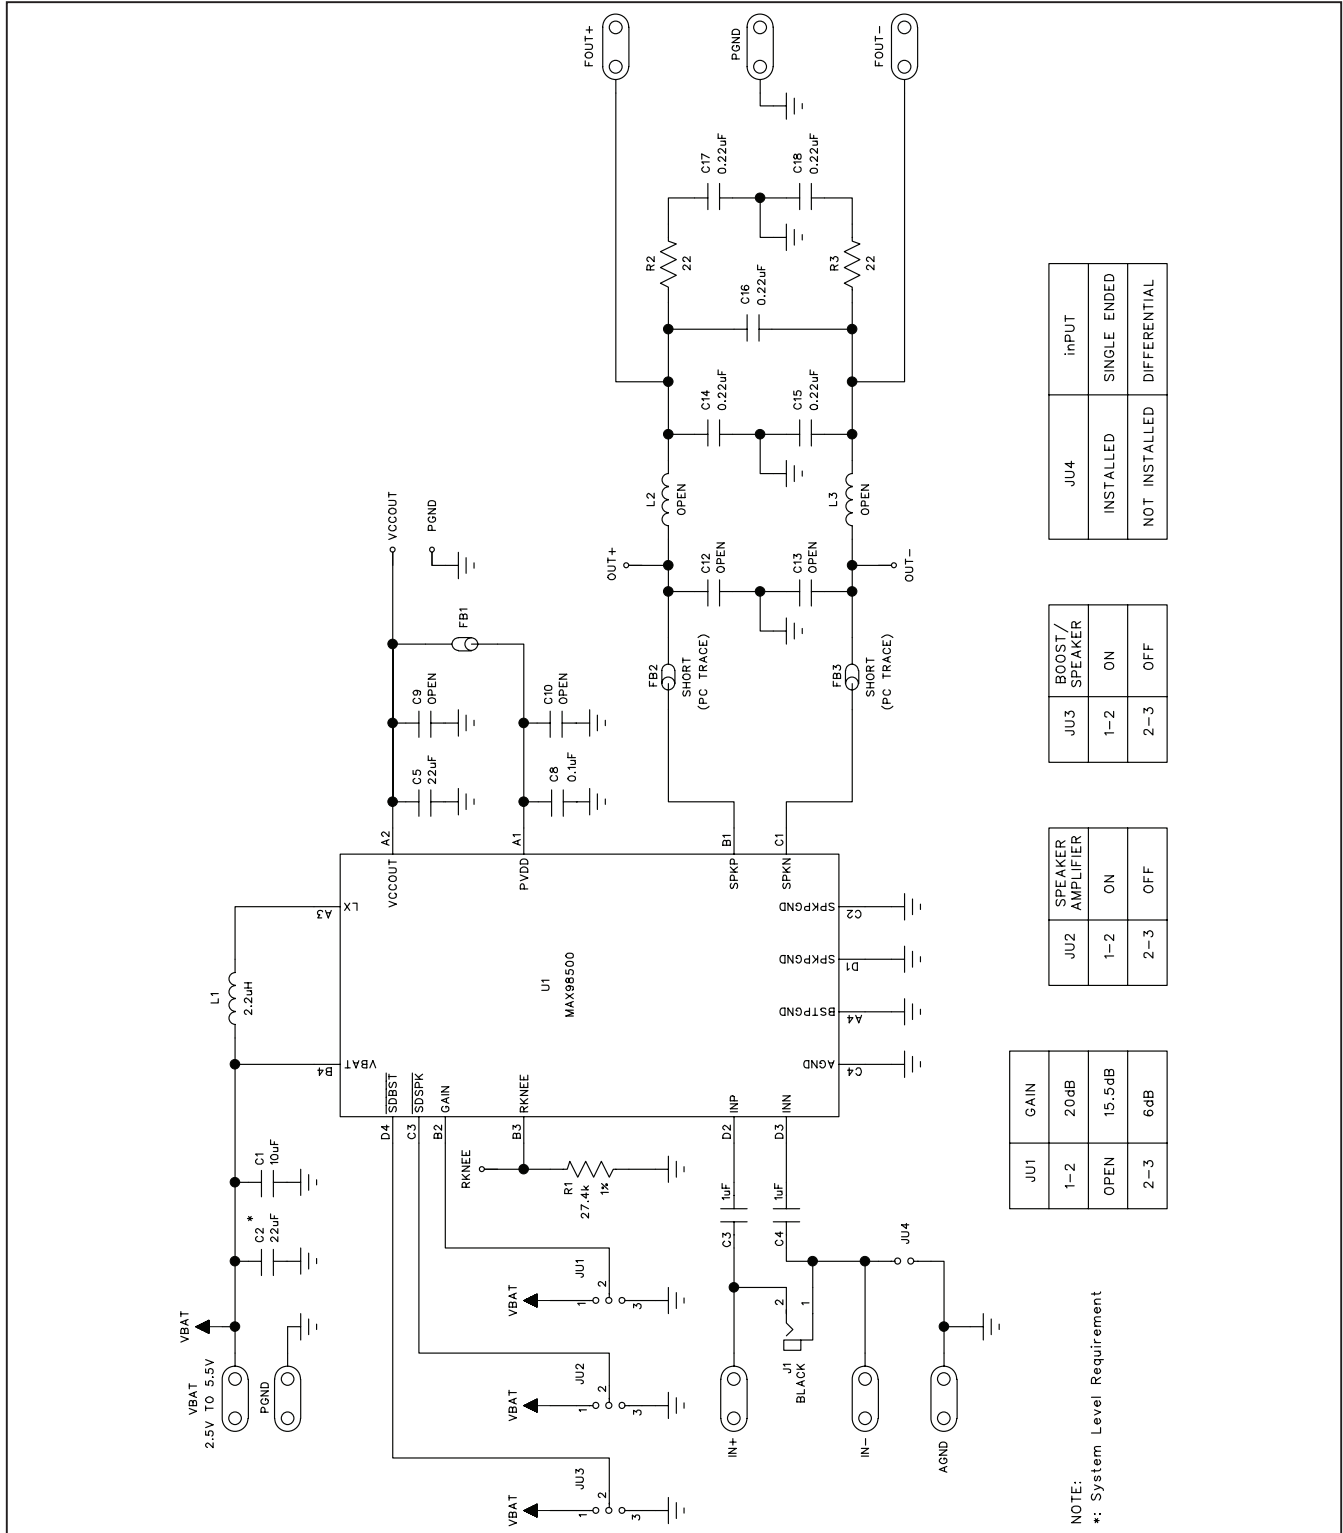 VBAT
2.5V TO 5.5V
PGND
VBAT
C2 *
22uF
C1
10uF
L1
2.2uH
B4
VBAT
A3
LX
JU3
VBAT
1
2
3
JU2
VBAT
1
2
3
JU1
VBAT
1
2
3
D4
SDBST
C3
SDSPK
B2
GAIN
B3
RKNEE
RKNEE
R1
27.4k
1%
U1
MAX98500
A2
VCCOUT
A1
PVDD
C5
22uF
C9
OPEN
C8
0.1uF
C10
OPEN
FB1
VCCOUT
PGND
IN+
IN-
AGND
J1
BLACK
2
1
C3
1uF
C4
1uF
JU4
D2
INP
D3
INN
C4
AGND
A4
BSTPGND
D1
SPKPGND
C2
SPKPGND
B1
SPKP
C1
SPKN
FB2
SHORT
(PC TRACE)
FB3
SHORT
(PC TRACE)
OUT+
C12
OPEN
C13
OPEN
OUT-
L2
OPEN
L3
OPEN
C14
0.22uF
C15
0.22uF
C16
0.22uF
R2
22
R3
22
C17
0.22uF
C18
0.22uF
FOUT+
PGND
FOUT-
JU1 GAIN
1-2 20dB
OPEN 15.5dB
2-3 6dB
JU2 SPEAKER
AMPLIFIER
1-2 ON
2-3 OFF
JU3 BOOST/
SPEAKER
1-2 ON
2-3 OFF
JU4 inPUT
INSTALLED SINGLE ENDED
NOT INSTALLED DIFFERENTIAL
NOTE:
*: System Level Requirement